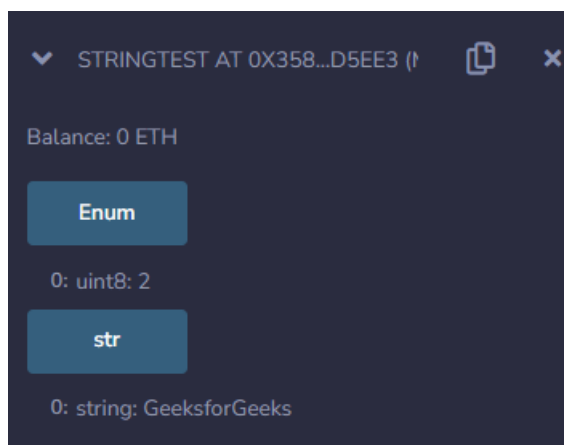 STRINGTEST AT 0X358...D5EE3 (
Balance: 0 ETH
Enum
0: uint8: 2
str
0: string: GeeksforGeeks